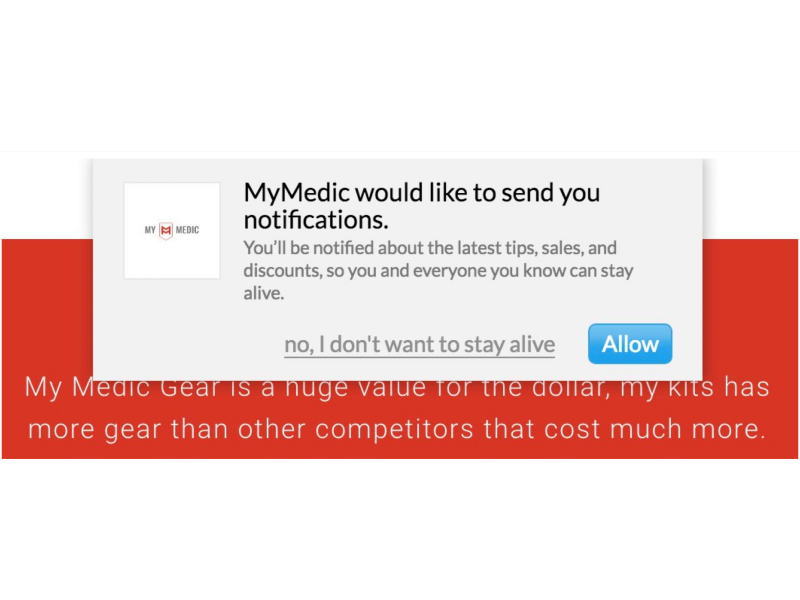 MyMedic would like to send you
notifications.
MY MEDIC
You’ll be notified about the latest tips, sales, and
discounts, so you and everyone you know can stay
alive.
no, I don't want to stay alive
Allow
My Medic Gear is a huge value for the dollar, my kits has
more gear than other competitors that cost much more.